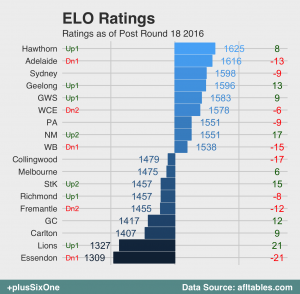 ELO Ratings
Ratings as of Post Round 18 2016
Hawthorn Up1 1625 8
Adelaide Dn1 1616 -13
Sydney 1598 -9
Geelong Up1 1596 13
GWS Up1 1583 9
WCE Dn2 1578 -6
PA 1551 -9
NM Up2 1551 17
WB Dn1 1538 -15
Collingwood 1479 -17
Melbourne 1475 6
StK Up2 1457 15
Richmond Up1 1457 -8
Fremantle Dn2 1455 -12
GC 1417 12
Carlton 1407 9
Lions Up1 1327 21
Essendon Dn1 1309 -21
+plusSixOne Data Source: afltables.com